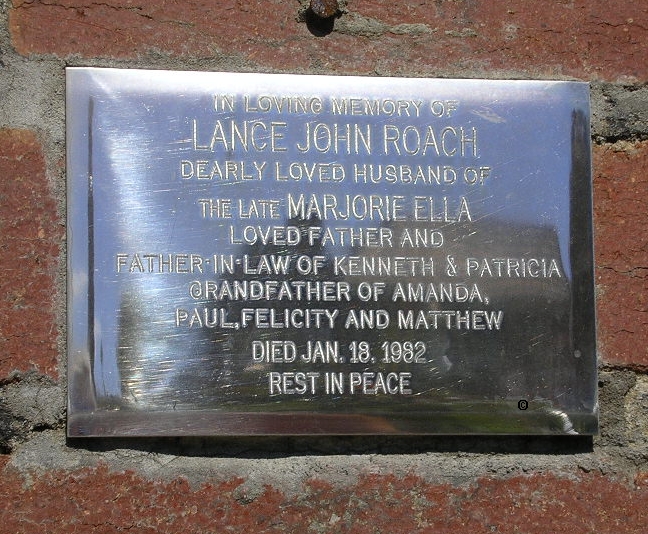 IN LOVING MEMORY OF
LANCE JOHN ROACH
DEARLY LOVED HUSBAND OF
THE LATE MARJORIE ELLA
LOVED FATHER AND
FATHER-IN-LAW OF KENNETH & PATRICIA
GRANDFATHER OF AMANDA,
PAUL, FELICITY AND MATTHEW
DIED JAN. 18. 1982
REST IN PEACE
©